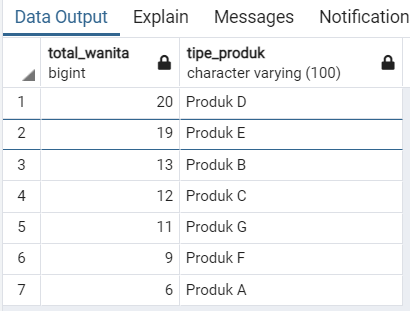 Data Output Explain Messages Notification
total_wanita tipe_produk
bigint character varying (100)
1 20 Produk D
2 19 Produk E
3 13 Produk B
4 12 Produk C
5 11 Produk G
6 9 Produk F
7 6 Produk A